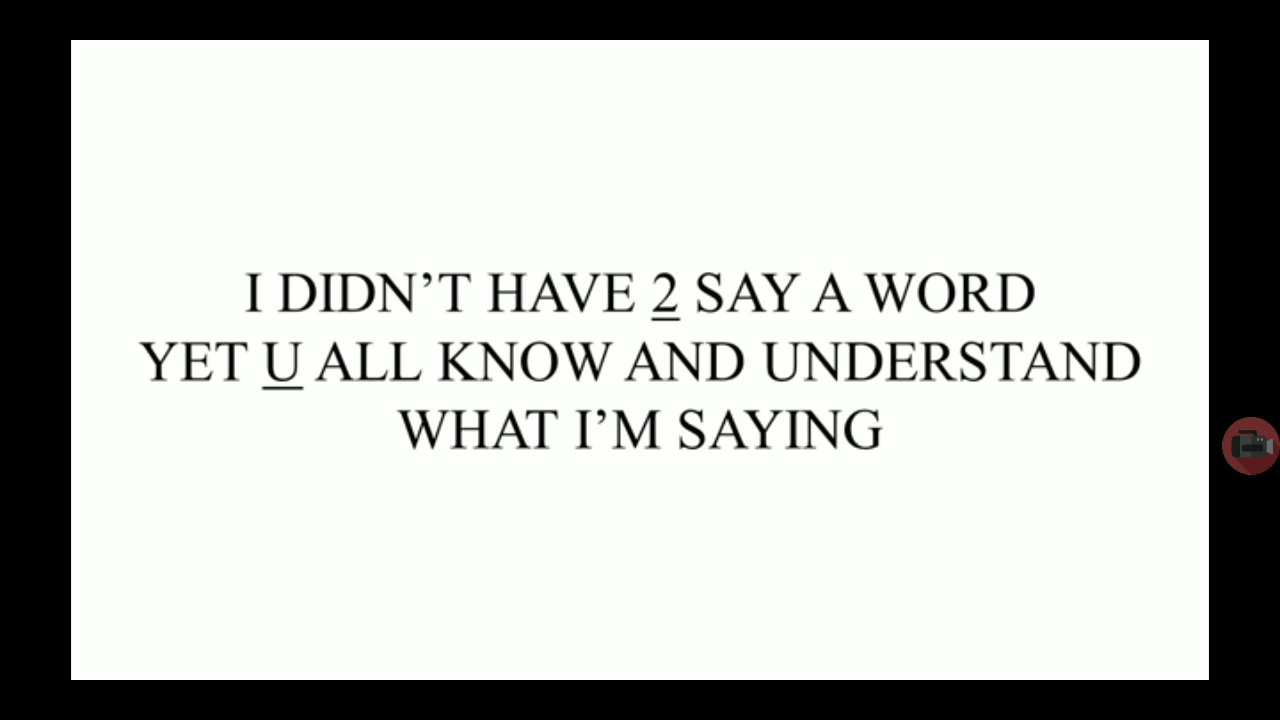 I DIDN’T HAVE 2 SAY A WORD
YET U ALL KNOW AND UNDERSTAND
WHAT I’M SAYING